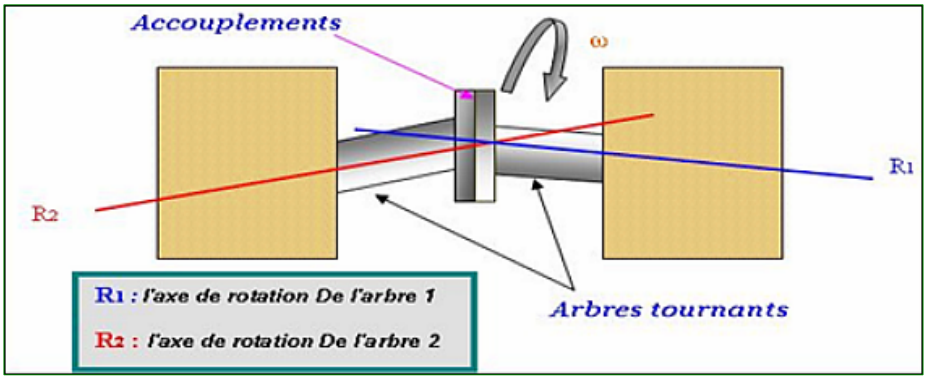 Accouplements
ω
R1
R2
R1 : l'axe de rotation De l'arbre 1
R2 : l'axe de rotation De l'arbre 2
Arbres tournants